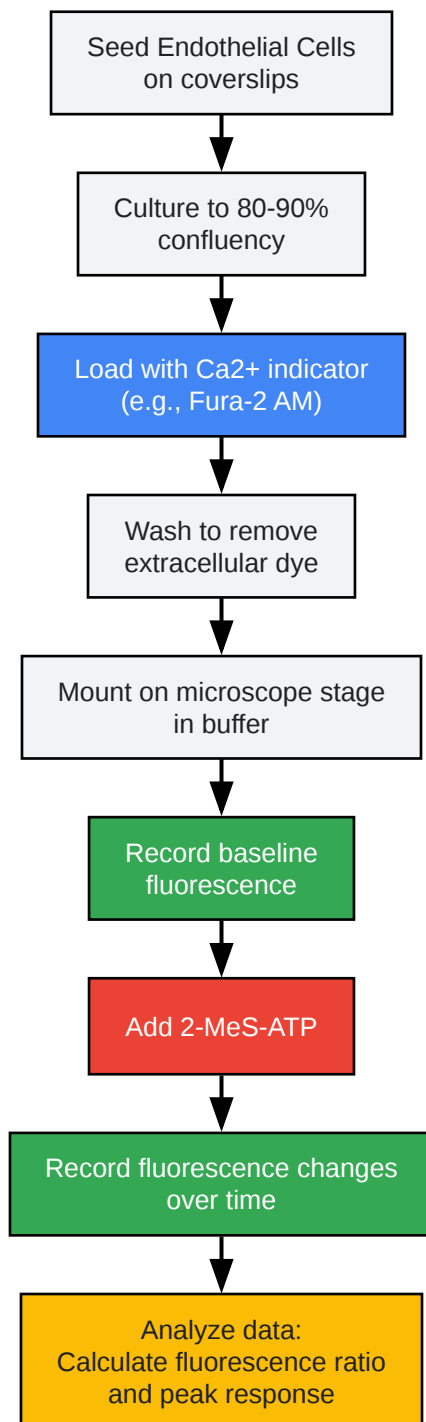 Seed Endothelial Cells
on coverslips
Culture to 80-90%
confluency
Load with Ca2+ indicator
(e.g., Fura-2 AM)
Wash to remove
extracellular dye
Mount on microscope stage
in buffer
Record baseline
fluorescence
Add 2-MeS-ATP
Record fluorescence changes
over time
Analyze data:
Calculate fluorescence ratio
and peak response